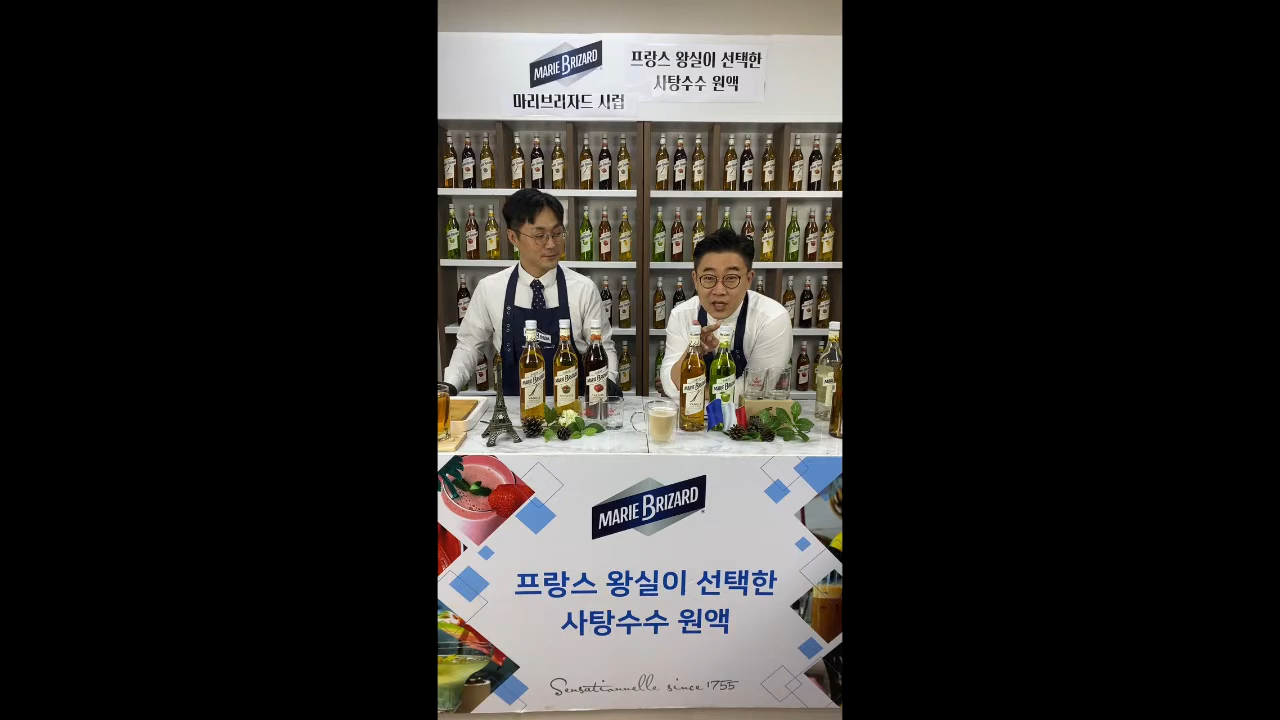 MARIE BRIZARD
프랑스 왕실이 선택한
사탕수수 원액
마리브리자드 시럽
MARIE BRIZARD
프랑스 왕실이 선택한
사탕수수 원액
Sensationnelle since 1755